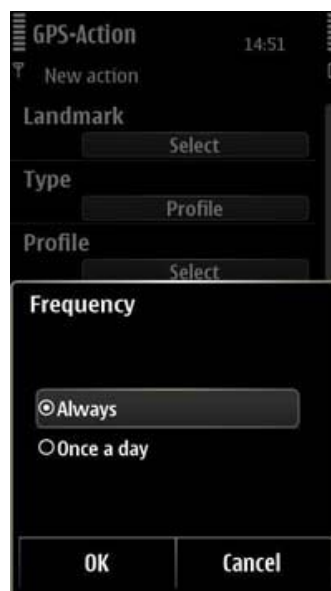 GPS-Action
14:51
New action
Landmark
Select
Type
Profile
Profile
Select
Frequency
Always
Once a day
OK Cancel